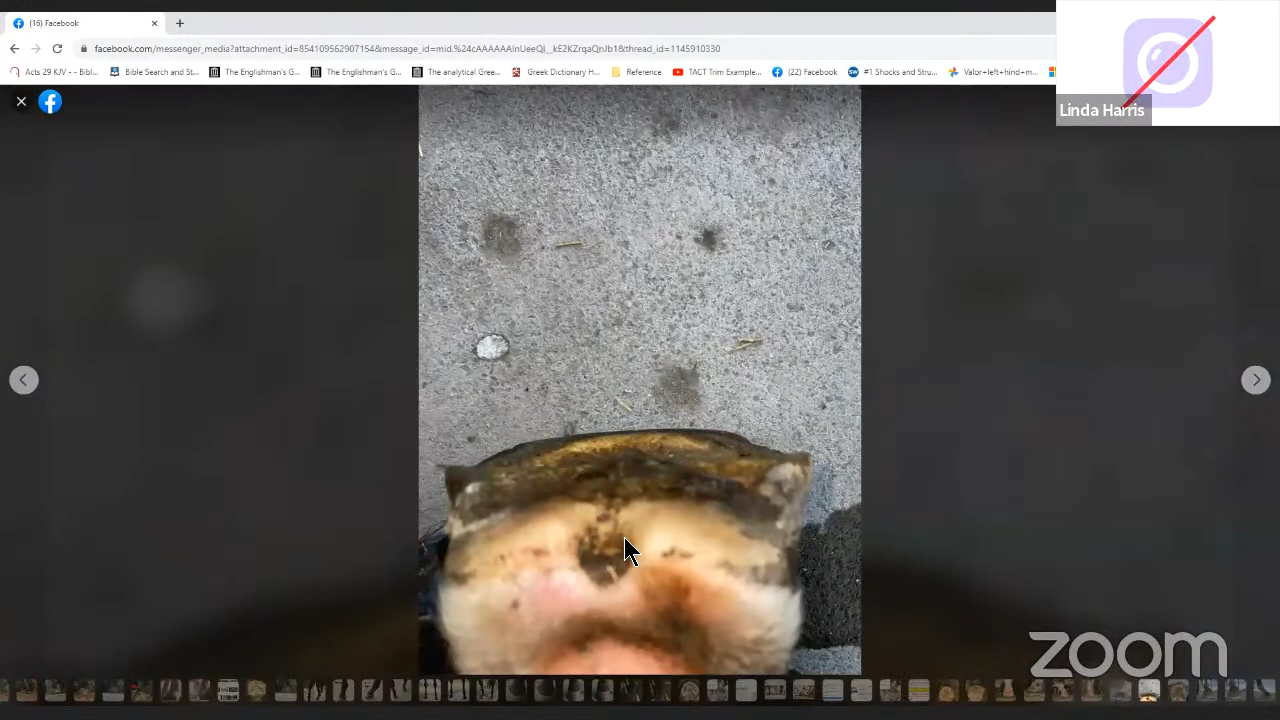 (16) Facebook
facebook.com/messenger_media?attachment_id=854109562907154&message_id=mid.%24cAAAAAAInUeeQI__kE2KZrqaQnJb1&thread_id=1145910330
Acts 29 KJV - - Bibl... Bible Search and St... The Englishman's G... The Englishman's G... The analytical Gree... Greek Dictionary H... Reference TACT Trim Example... (22) Facebook #1 Shocks and Stru... Valor+left+hind+m...
Linda Harris
zoom